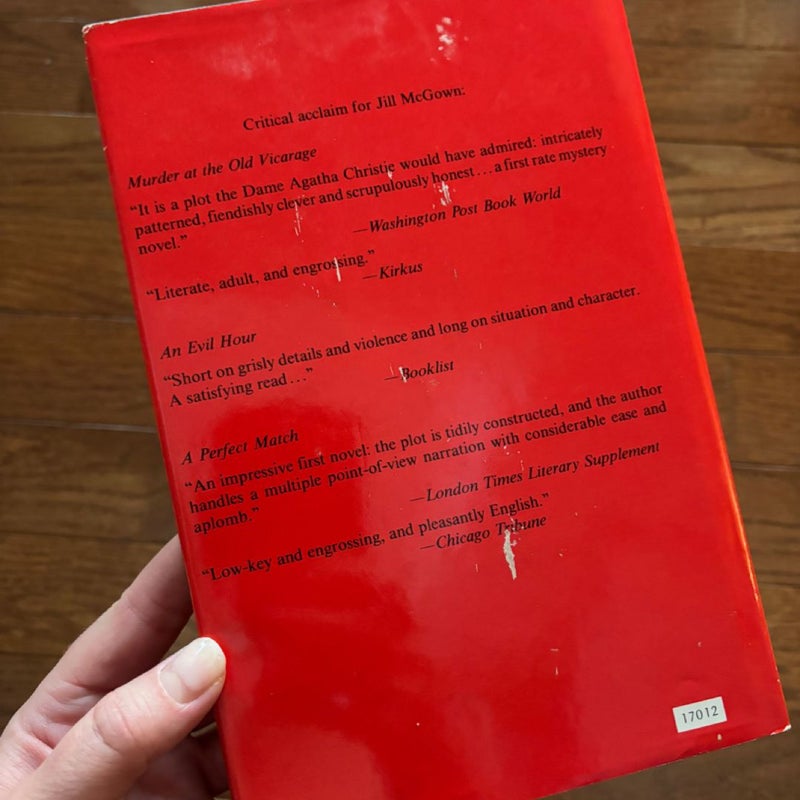 Critical acclaim for Jill McGown:
Murder at the Old Vicarage
“It is a plot the Dame Agatha Christie would have admired: intricately
patterned, fiendishly clever and scrupulously honest...a first rate mystery
novel.”
—Washington Post Book World
“Literate, adult, and engrossing.”
—Kirkus
An Evil Hour
“Short on grisly details and violence and long on situation and character.
A satisfying read...”
—Booklist
A Perfect Match
“An impressive first novel: the plot is tidily constructed, and the author
handles a multiple point-of-view narration with considerable ease and
aplomb.”
—London Times Literary Supplement
“Low-key and engrossing, and pleasantly English.”
—Chicago Tribune
17012